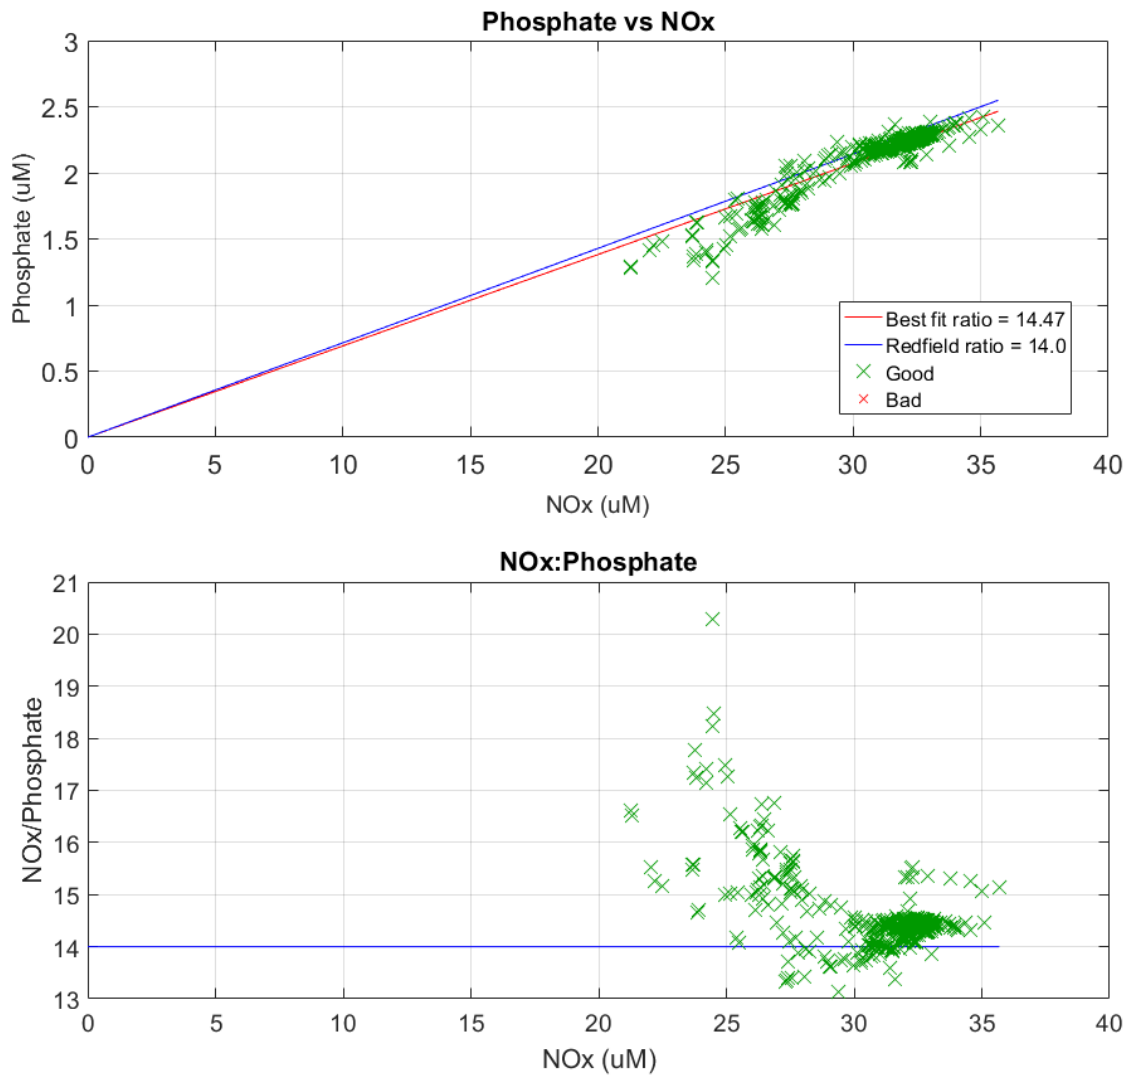 Phosphate vs NOx
3
2.5
2
1.5
1
0.5
0
Phosphate (uM)
Best fit ratio = 14.47
Redfield ratio = 14.0
Good
Bad
0 5 10 15 20 25 30 35 40
NOx (uM)
NOx:Phosphate
21
20
19
18
17
16
15
14
13
NOx/Phosphate
0 5 10 15 20 25 30 35 40
NOx (uM)